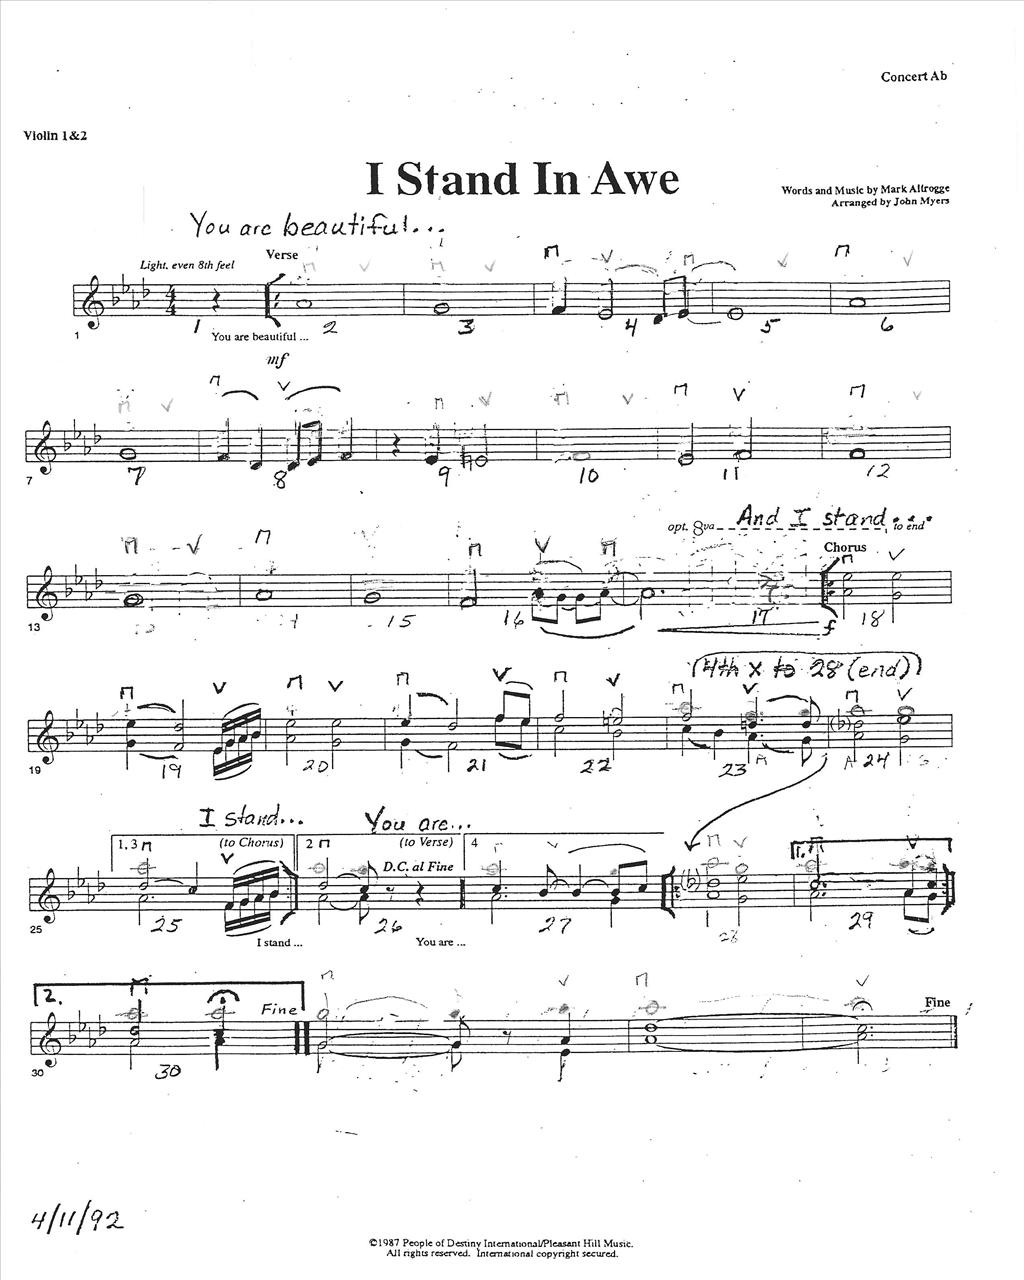 Concert Ab
Violin 1&2
I Stand In Awe
Words and Music by Mark Altrogge
Arranged by John Myers
You are beautiful...
Light, even 8th feel
Verse
1 2 3 4 5 6
1
You are beautiful ...
mf
7 8 9 10 11 12
7
opt. 8va
And I stand...
to end
Chorus
15 16 17 18
13
f
(4th x to 28 (end))
19 20 21 22 23 24
19
I stand...
You are...
1, 3
(to Chorus)
2
(to Verse)
4
D.C. al Fine
1.
25 26 27 28 29
25
I stand ...
You are ...
2.
Fine
Fine
30
30
4/11/92
©1987 People of Destiny International/Pleasant Hill Music.
All rights reserved. International copyright secured.